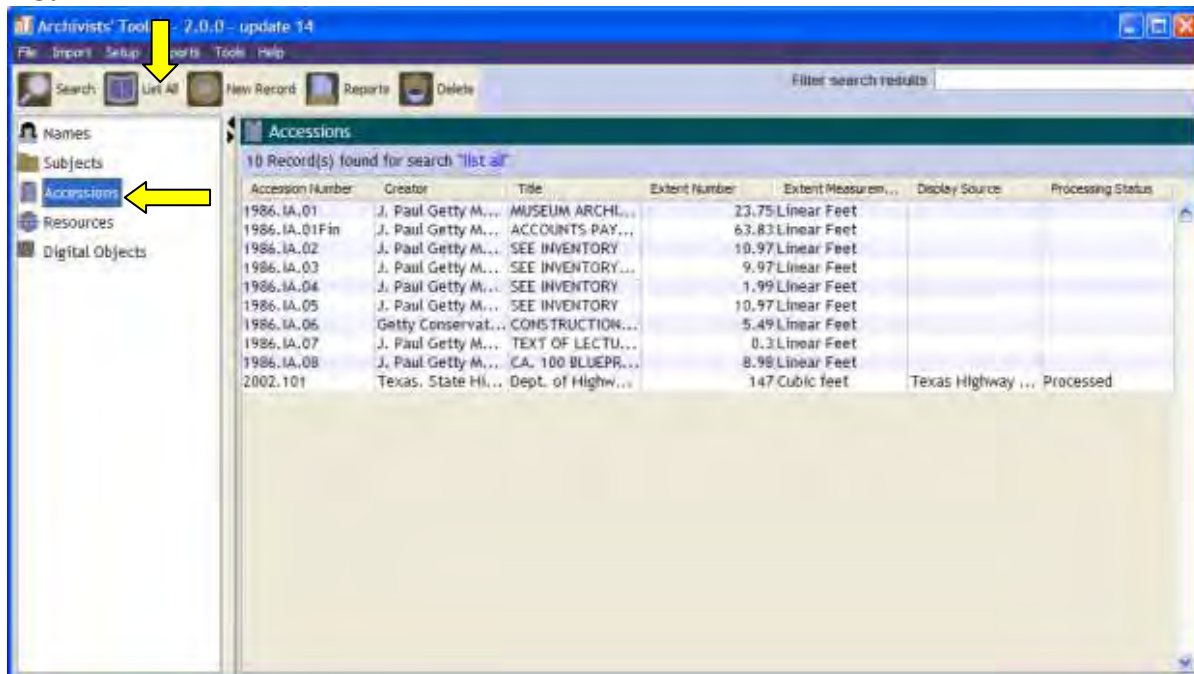 Archivists' Too 2.0.0 - update 14
File Import Setup ports Tools Help
Search List All New Record Reports Delete Filter search results
Names
Subjects
Accessions
Resources
Digital Objects
Accessions
10 Record(s) found for search "list all"
Accession Number Creator Title Extent Number Extent Measurem... Display Source Processing Status
1986.IA.01 J. Paul Getty M... MUSEUM ARCHI... 23.75 Linear Feet
1986.IA.01Fin J. Paul Getty M... ACCOUNTS PAY... 63.83 Linear Feet
1986.IA.02 J. Paul Getty M... SEE INVENTORY 10.97 Linear Feet
1986.IA.03 J. Paul Getty M... SEE INVENTORY... 9.97 Linear Feet
1986.IA.04 J. Paul Getty M... SEE INVENTORY 1.99 Linear Feet
1986.IA.05 J. Paul Getty M... SEE INVENTORY 10.97 Linear Feet
1986.IA.06 Getty Conservat... CONSTRUCTION... 5.49 Linear Feet
1986.IA.07 J. Paul Getty M... TEXT OF LECTU... 0.3 Linear Feet
1986.IA.08 J. Paul Getty M... CA. 100 BLUEPR... 8.98 Linear Feet
2002.101 Texas. State Hi... Dept. of Highw... 147 Cubic feet Texas Highway ... Processed